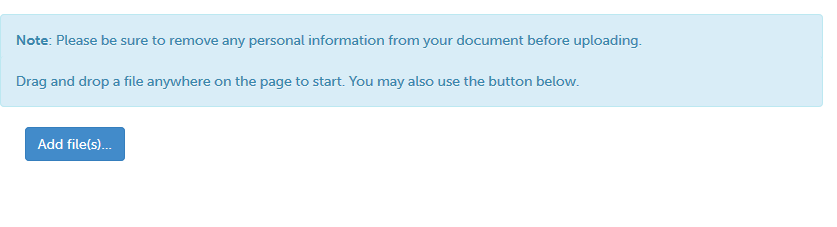 Note: Please be sure to remove any personal information from your document before uploading.
Drag and drop a file anywhere on the page to start. You may also use the button below.
Add file(s)...